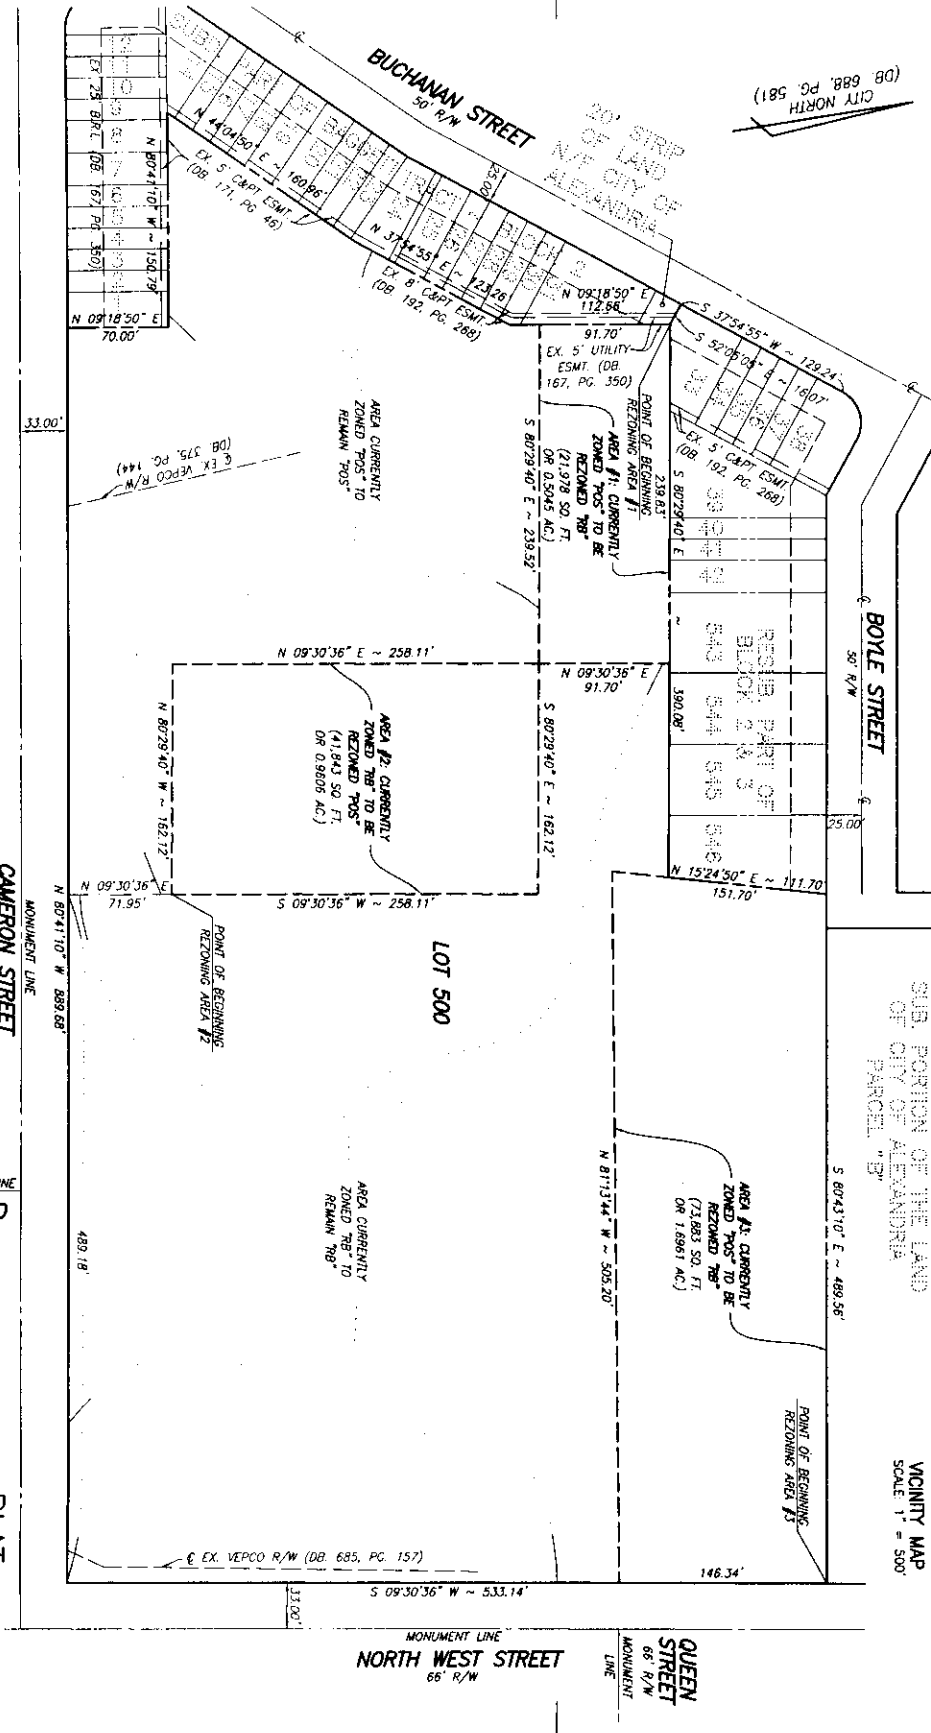 BUCHANAN STREET
50' R/W
25.00'
20' STRIP
OF LAND
N/F CITY OF
ALEXANDRIA
CITY NORTH
(DB. 688, PG. 581)
N 44°04'50" E ~ 160.96'
EX. 5' C&PT ESMT.
(DB. 171, PG. 46)
N 37°54'55" E ~ 123.26'
EX. 8' C&PT ESMT.
(DB. 192, PG. 268)
N 80°41'10" W ~ 150.79'
EX. 25' BURL (DB. 167 PG. 350)
N 09°18'50" E
70.00'
N 09°18'50" E
112.66'
91.70'
EX. 5' UTILITY
ESMT. (DB.
167, PG. 350)
S 37°54'55" W ~ 129.24'
S 52°05'05" E ~ 16.07'
EX. 5' C&PT ESMT
(DB. 192, PG. 268)
POINT OF BEGINNING
REZONING AREA #1
239.83'
S 80°29'40" E ~ 390.08'
AREA #1: CURRENTLY
ZONED "POS" TO BE
REZONED "RB"
(21,978 SQ. FT.
OR 0.5045 AC.)
S 80°29'40" E ~ 239.52'
AREA CURRENTLY
ZONED "POS" TO
REMAIN "POS"
33.00'
℄ EX. VEPCO R/W
(DB. 375, PG. 144)
39 40 41 42
543 544 545 546
RESUB. PART OF
BLOCK 2 & 3
BOYLE STREET
50' R/W
25.00'
N 09°30'36" E ~ 258.11'
N 09°30'36" E
91.70'
S 80°29'40" E ~ 162.12'
AREA #2: CURRENTLY
ZONED "RB" TO BE
REZONED "POS"
(41,843 SQ. FT.
OR 0.9606 AC.)
N 80°29'40" W ~ 162.12'
N 09°30'36" E
71.95'
S 09°30'36" W ~ 258.11'
N 15°24'50" E ~ 111.70'
151.70'
POINT OF BEGINNING
REZONING AREA #2
LOT 500
SUB. PORTION OF THE LAND
OF CITY OF ALEXANDRIA
PARCEL "B"
S 80°43'10" E ~ 489.56'
N 81°13'44" W ~ 505.20'
AREA #3: CURRENTLY
ZONED "POS" TO BE
REZONED "RB"
(73,883 SQ. FT.
OR 1.6961 AC.)
AREA CURRENTLY
ZONED "RB" TO
REMAIN "RB"
N 80°41'10" W 889.68'
489.18'
MONUMENT LINE
CAMERON STREET
POINT OF BEGINNING
REZONING AREA #3
VICINITY MAP
SCALE: 1" = 500'
℄ EX. VEPCO R/W (DB. 685, PG. 157)
146.34'
S 09°30'36" W ~ 533.14'
33.00'
MONUMENT LINE
NORTH WEST STREET
66' R/W
QUEEN
STREET
66' R/W
MONUMENT
LINE